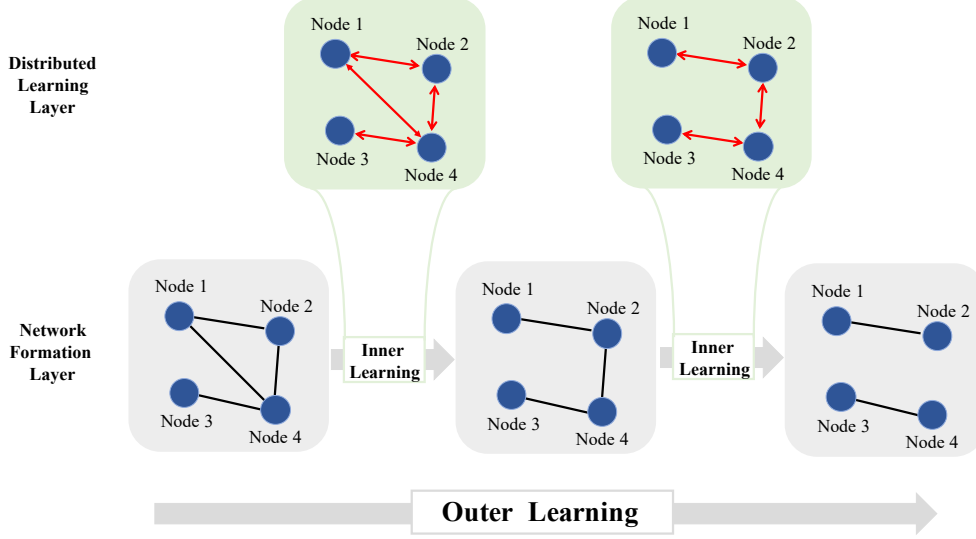 Distributed
Learning
Layer
Node 1
Node 2
Node 3
Node 4
Node 1
Node 2
Node 3
Node 4
Network
Formation
Layer
Node 1
Node 2
Node 3
Node 4
Inner
Learning
Node 1
Node 2
Node 3
Node 4
Inner
Learning
Node 1
Node 2
Node 3
Node 4
Outer Learning